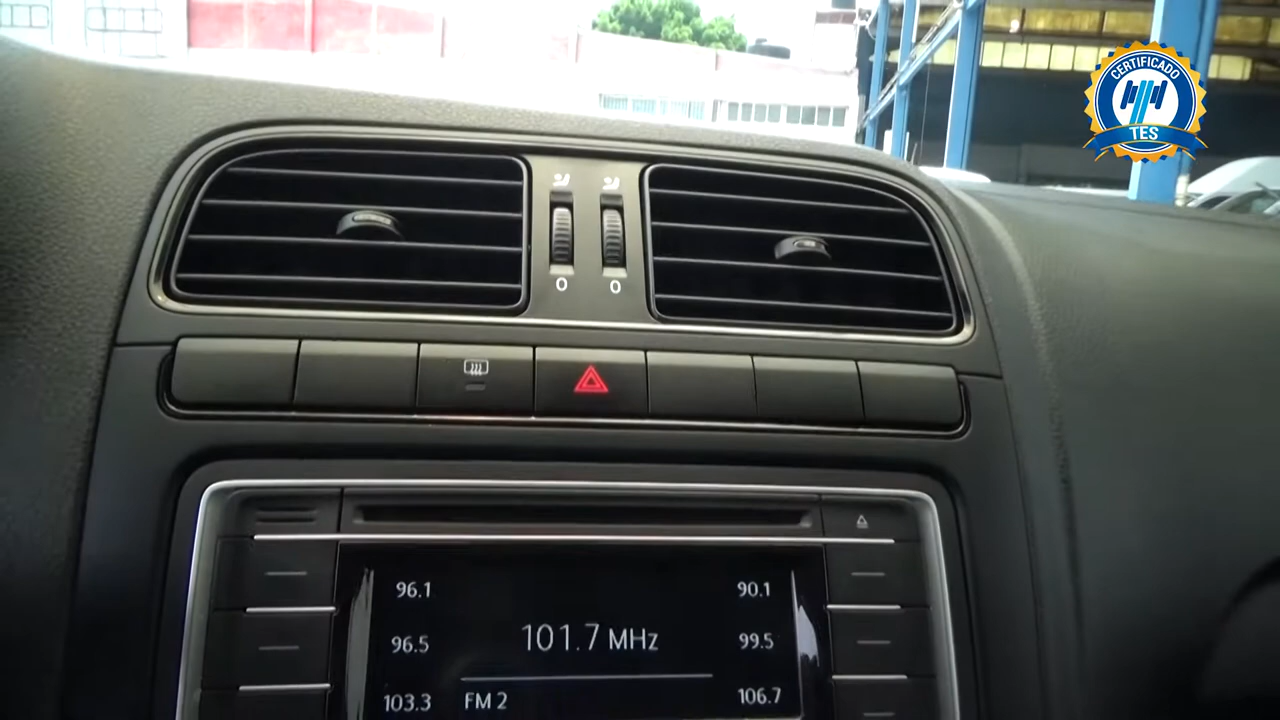 CERTIFICADO
TES
0 0
96.1 90.1
96.5 101.7 MHz 99.5
103.3 FM 2 106.7